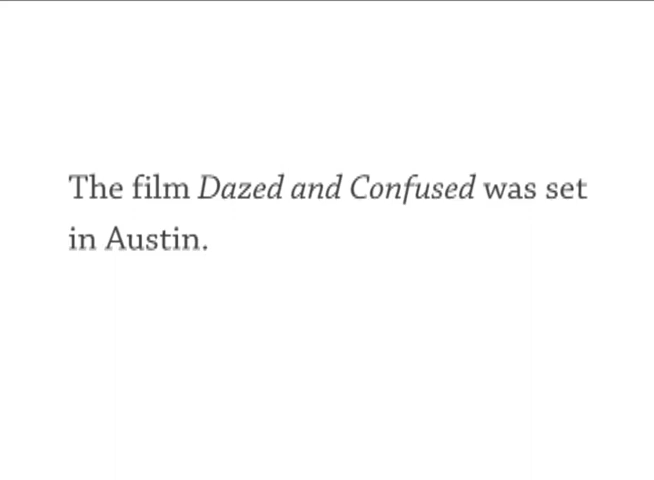 The film Dazed and Confused was set
in Austin.